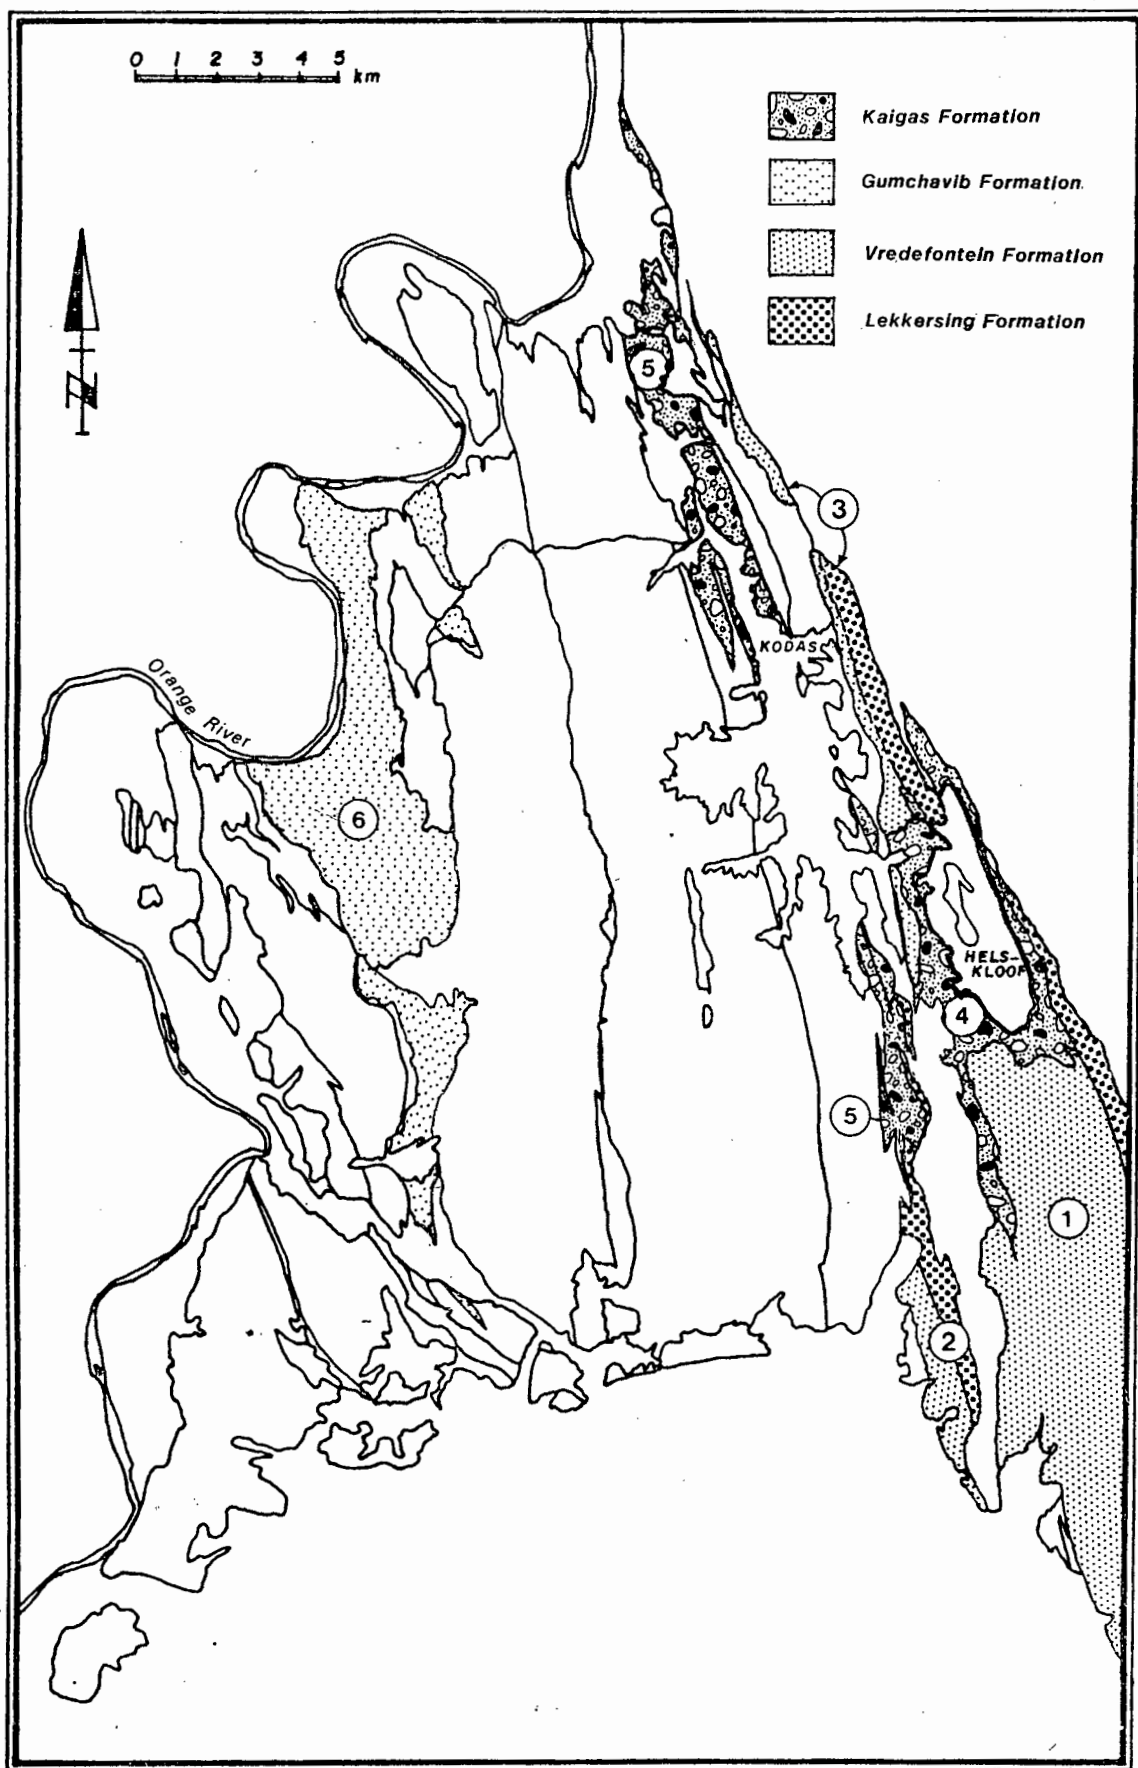 0 1 2 3 4 5 km
Kaigas Formation
Gumchavib Formation.
Vredefontein Formation
Lekkersing Formation
N
5
3
KODAS
Orange River
6
HELS-
KLOOF
4
5
1
2